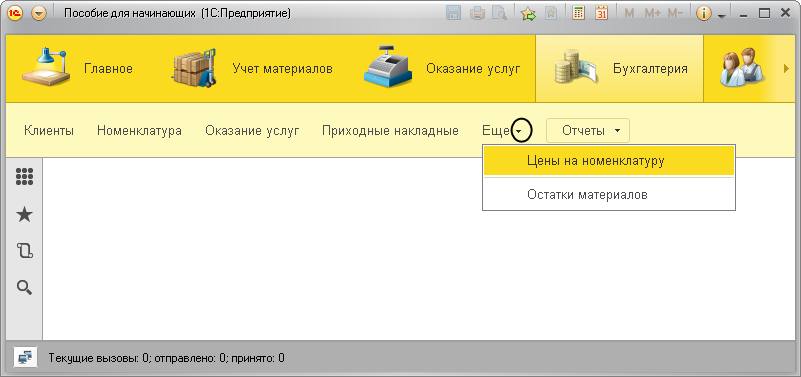 Пособие для начинающих (1С:Предприятие)
M M+ M-
31
Главное Учет материалов Оказание услуг Бухгалтерия
Клиенты Номенклатура Оказание услуг Приходные накладные Еще Отчеты
Цены на номенклатуру
Остатки материалов
Текущие вызовы: 0; отправлено: 0; принято: 0